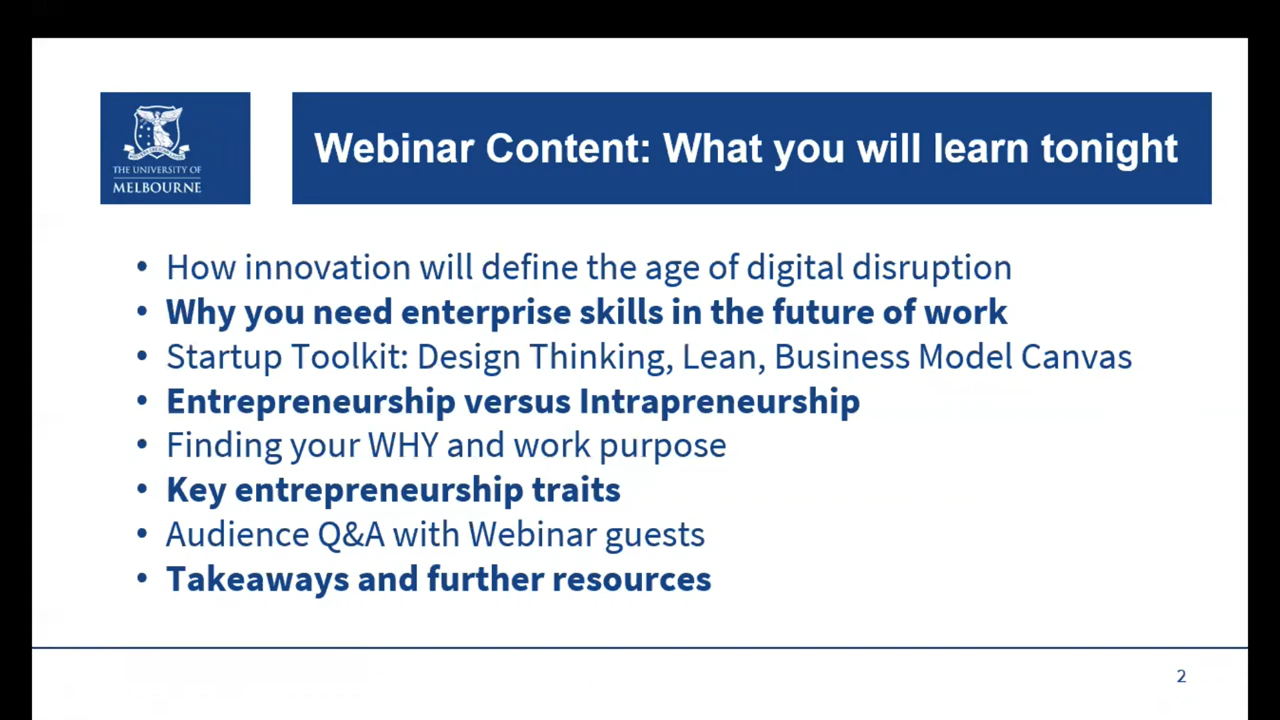 THE UNIVERSITY OF
MELBOURNE
Webinar Content: What you will learn tonight
• How innovation will define the age of digital disruption
• Why you need enterprise skills in the future of work
• Startup Toolkit: Design Thinking, Lean, Business Model Canvas
• Entrepreneurship versus Intrapreneurship
• Finding your WHY and work purpose
• Key entrepreneurship traits
• Audience Q&A with Webinar guests
• Takeaways and further resources
2